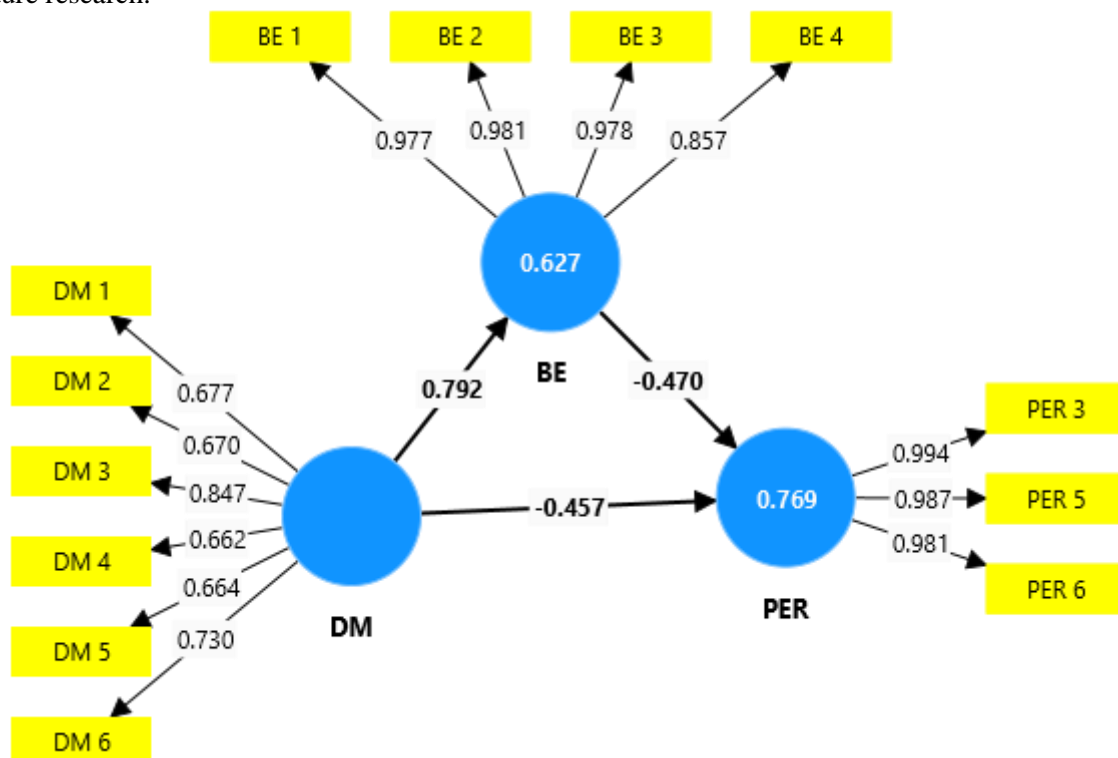 ture research.
BE 1
BE 2
BE 3
BE 4
0.977
0.981
0.978
0.857
0.627
BE
DM 1
DM 2
DM 3
DM 4
DM 5
DM 6
0.677
0.670
0.847
0.662
0.664
0.730
0.792
-0.470
-0.457
DM
0.769
PER
0.994
0.987
0.981
PER 3
PER 5
PER 6